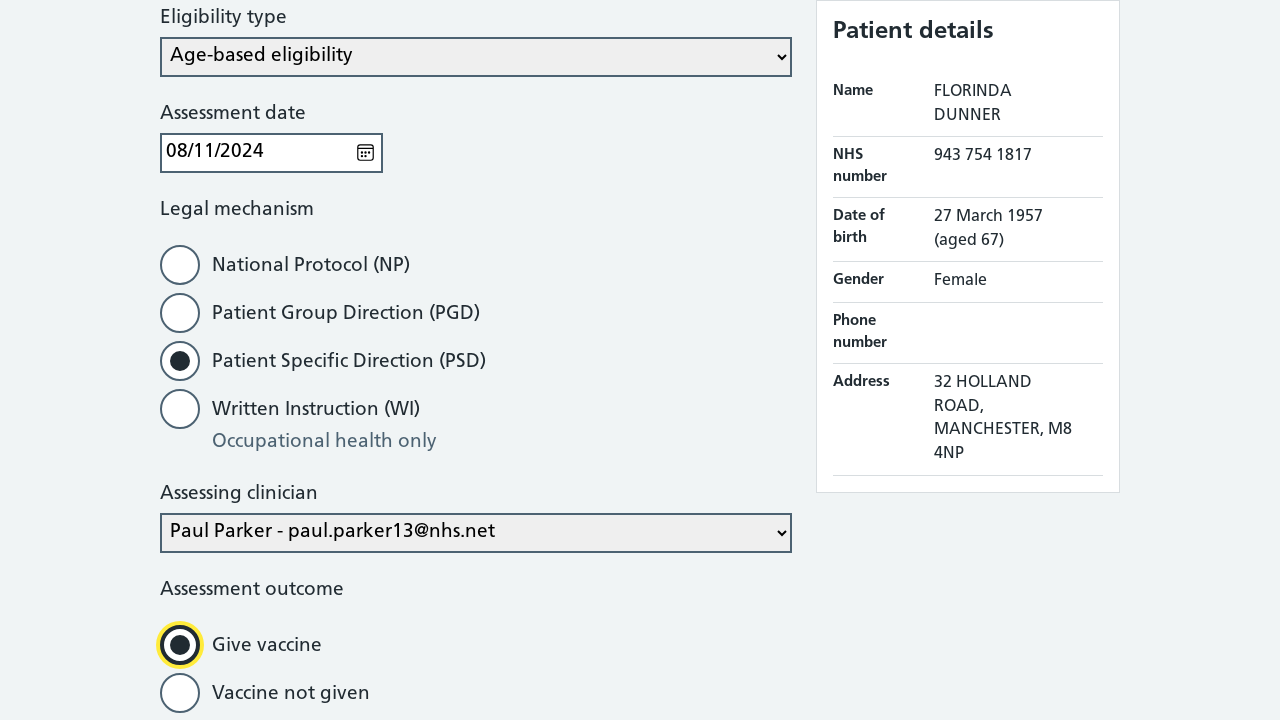 Eligibility type
Age-based eligibility
Assessment date
08/11/2024
Legal mechanism
National Protocol (NP)
Patient Group Direction (PGD)
Patient Specific Direction (PSD)
Written Instruction (WI)
Occupational health only
Assessing clinician
Paul Parker - paul.parker13@nhs.net
Assessment outcome
Give vaccine
Vaccine not given
Patient details
Name
FLORINDA
DUNNER
NHS
number
943 754 1817
Date of
birth
27 March 1957
(aged 67)
Gender
Female
Phone
number
Address
32 HOLLAND
ROAD,
MANCHESTER, M8
4NP